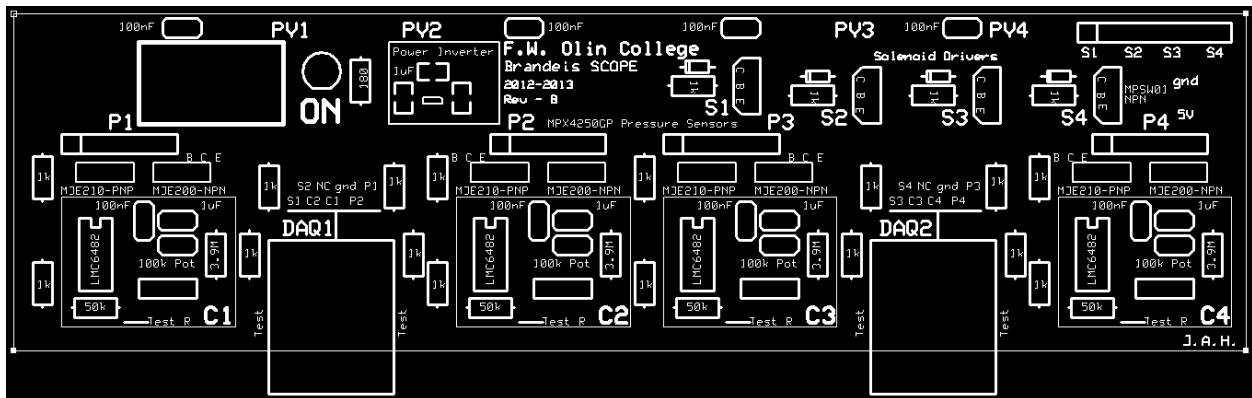 100nF PV1 PV2 100nF 100nF PV3 100nF PV4
S1 S2 S3 S4
Power Inverter
1uF
F.W. Olin College
Brandeis SCOPE
2012-2013
Rev - B
Solenoid Drivers
180
ON
1k C B E S1
1k C B E S2
1k C B E S3
1k C B E S4
MPSW01
NPN
gnd
5V
P1 P2 MPX4250GP Pressure Sensors P3 P4
B C E B C E B C E B C E
1k 1k 1k 1k 1k 1k 1k 1k
MJE210-PNP MJE200-NPN
S2 NC gnd P1
S1 C2 C1 P2
MJE210-PNP MJE200-NPN
MJE210-PNP MJE200-NPN
S4 NC P3
S3 C3 C4 P4
MJE210-PNP MJE200-NPN
DAQ1 DAQ2
100nF 1uF
LMC6482
3.9M
100k Pot
50k
Test R C1
100nF 1uF
LMC6482
3.9M
100k Pot
50k
Test R C2
100nF 1uF
LMC6482
3.9M
100k Pot
50k
Test R C3
100nF 1uF
LMC6482
3.9M
100k Pot
50k
Test R C4
1k 1k 1k 1k 1k 1k 1k 1k
Test Test Test Test
J.A.H.